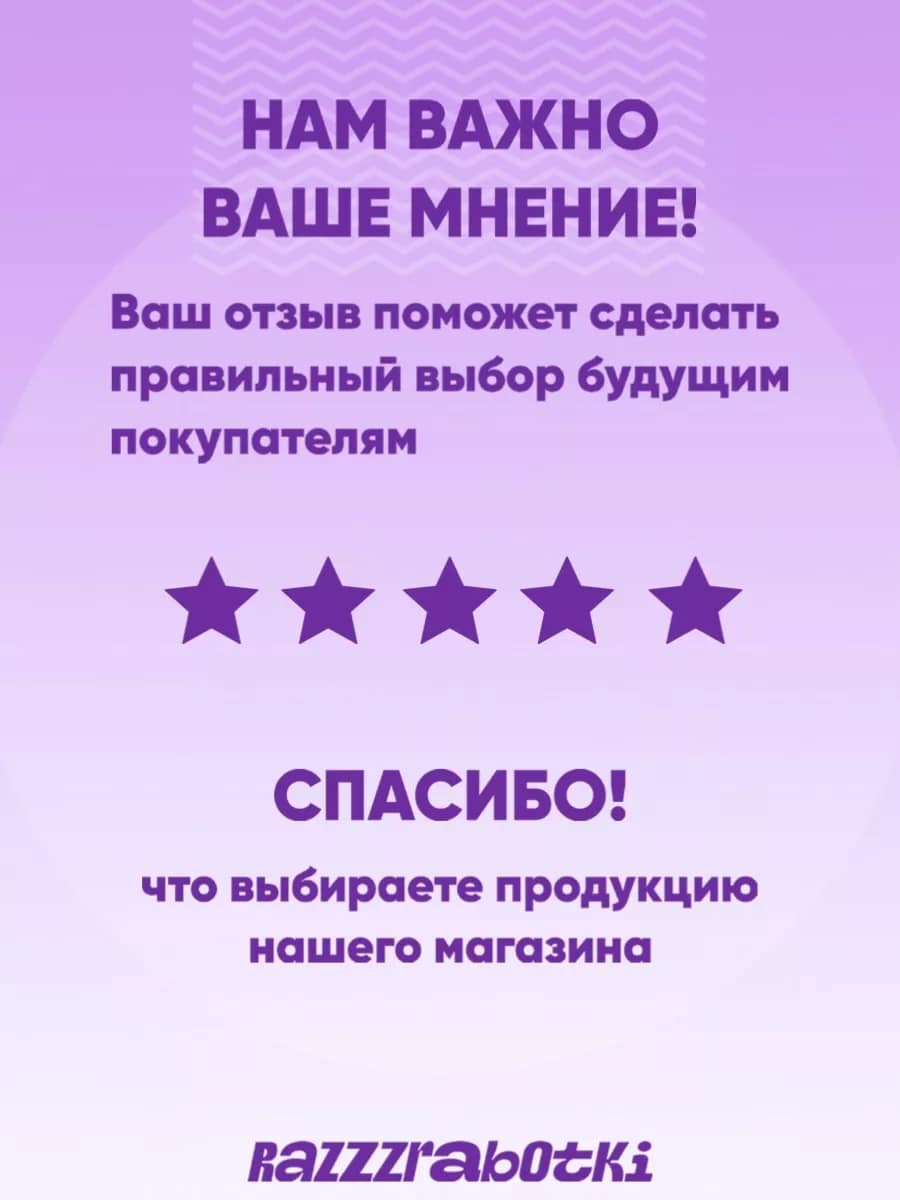 НАМ ВАЖНО
ВАШЕ МНЕНИЕ!
Ваш отзыв поможет сделать
правильный выбор будущим
покупателям
СПАСИБО!
что выбираете продукцию
нашего магазина
RazzzrabOtKi